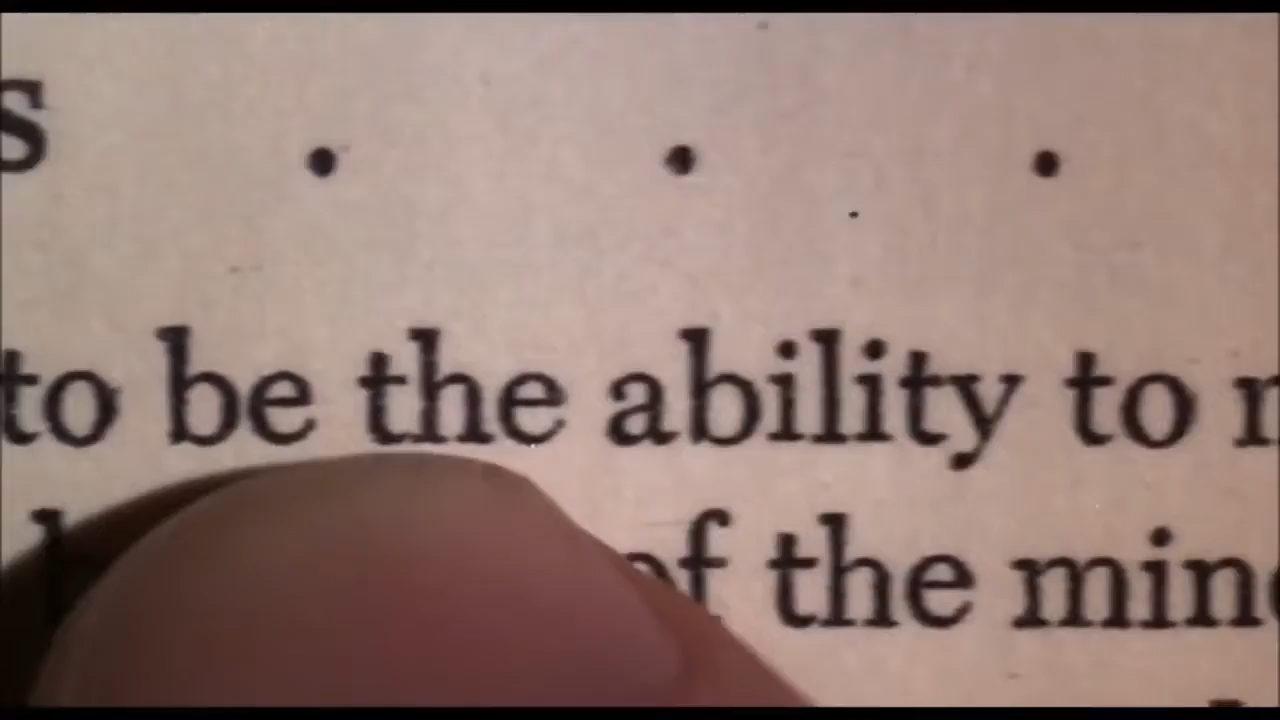 s . . .
to be the ability to
of the